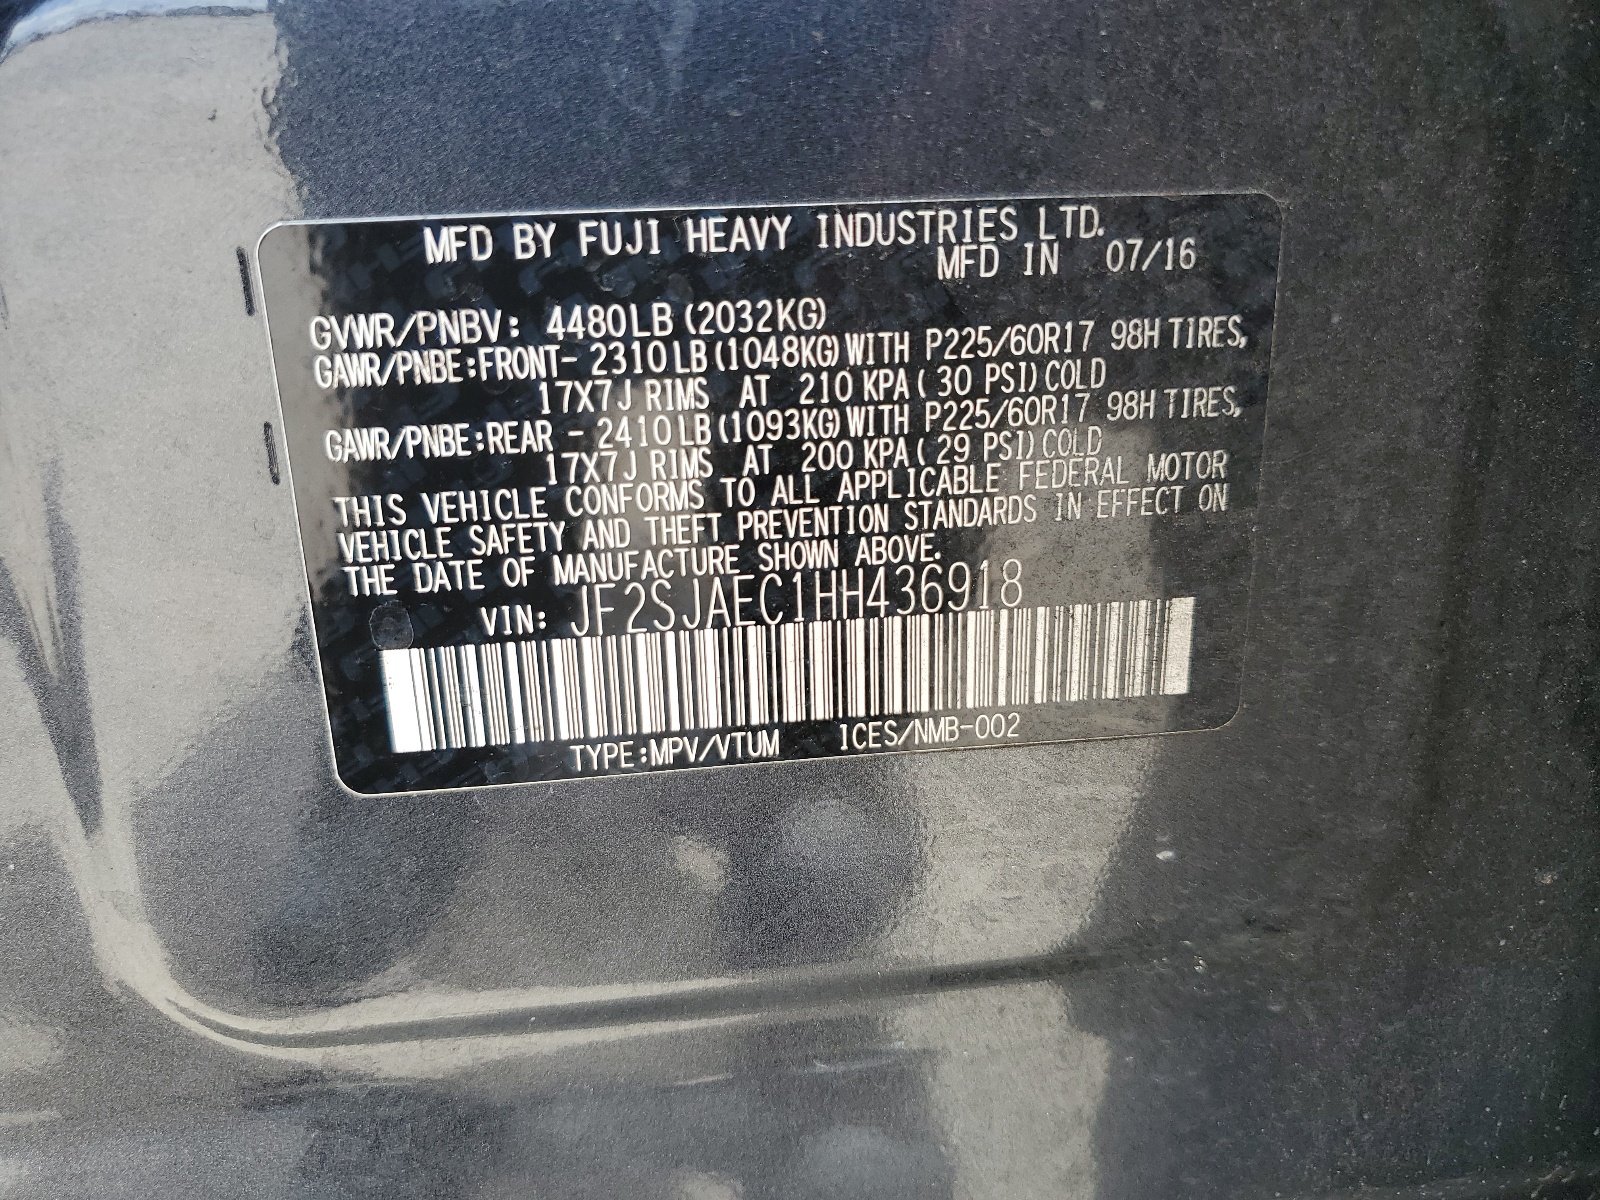 MFD BY FUJI HEAVY INDUSTRIES LTD.
MFD IN 07/16
GVWR/PNBV: 4480LB (2032KG)
GAWR/PNBE:FRONT- 2310LB (1048KG) WITH P225/60R17 98H TIRES,
17X7J RIMS AT 210 KPA ( 30 PSI) COLD
GAWR/PNBE:REAR - 2410LB (1093KG) WITH P225/60R17 98H TIRES,
17X7J RIMS AT 200 KPA ( 29 PSI) COLD
THIS VEHICLE CONFORMS TO ALL APPLICABLE FEDERAL MOTOR
VEHICLE SAFETY AND THEFT PREVENTION STANDARDS IN EFFECT ON
THE DATE OF MANUFACTURE SHOWN ABOVE.
VIN: JF2SJAEC1HH436918
TYPE:MPV/VTUM ICES/NMB-002